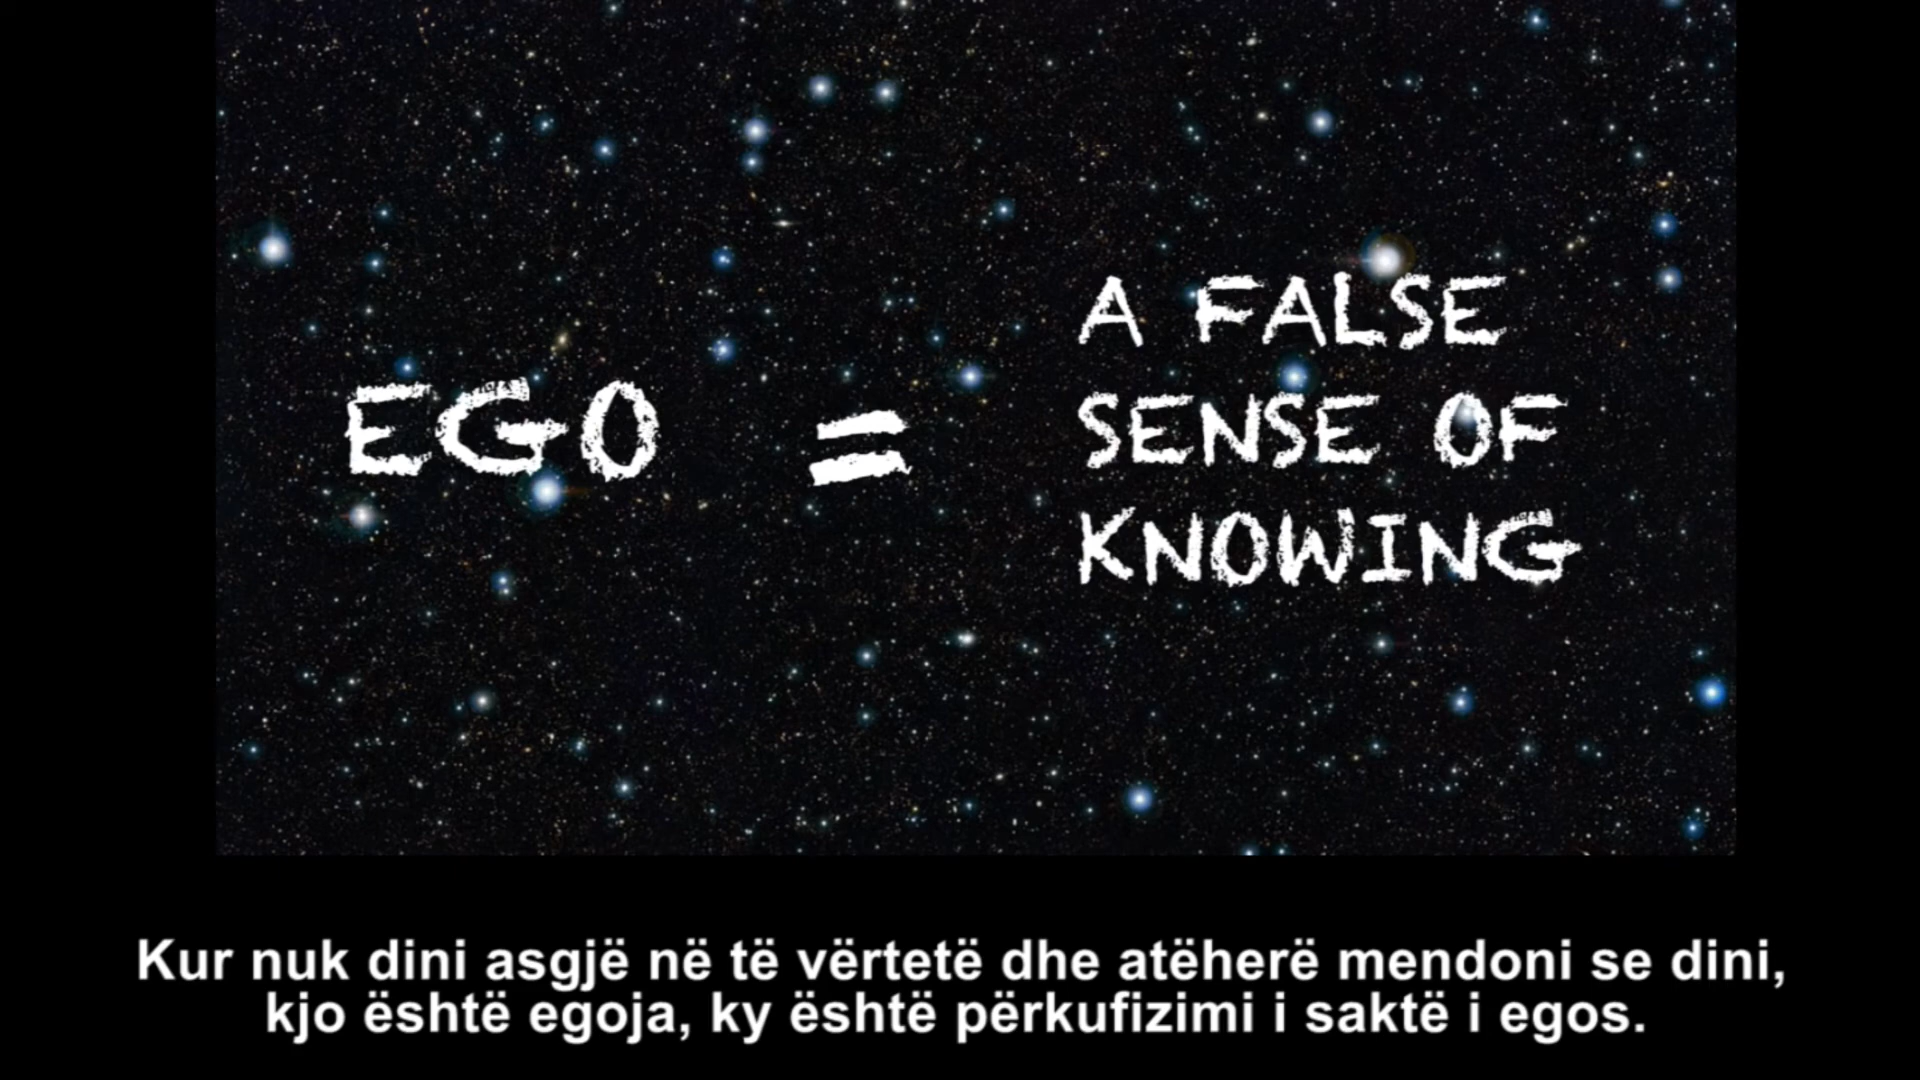 EGO
=
A FALSE
SENSE OF
KNOWING
Kur nuk dini asgjë në të vërtetë dhe atëherë mendoni se dini,
kjo është egoja, ky është përkufizimi i saktë i egos.